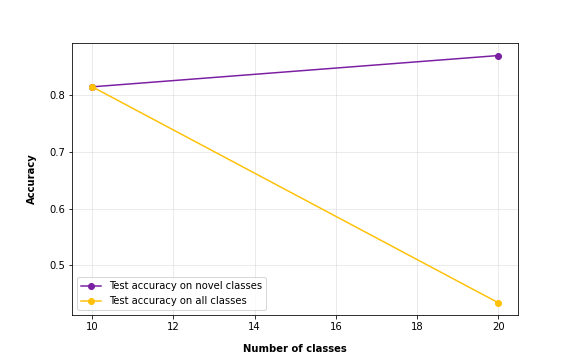 0.8
0.7
0.6
0.5
Accuracy
Test accuracy on novel classes
Test accuracy on all classes
10 12 14 16 18 20
Number of classes